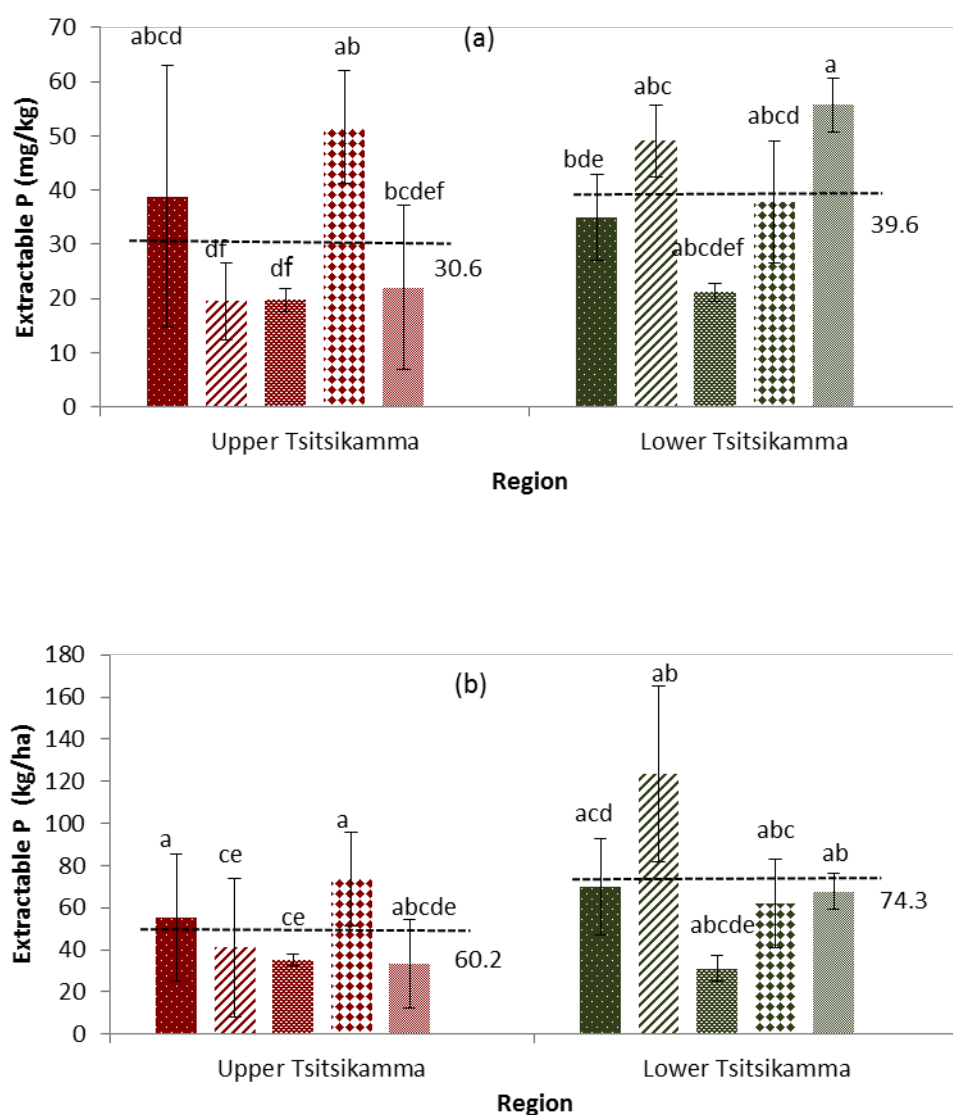 70
60
50
40
30
20
10
0
Extractable P (mg/kg)
(a)
abcd
df
df
ab
bcdef
30.6
bde
abc
abcdef
abcd
a
39.6
Upper Tsitsikamma
Lower Tsitsikamma
Region
180
160
140
120
100
80
60
40
20
0
Extractable P (kg/ha)
(b)
a
ce
ce
a
abcde
60.2
acd
ab
abcde
abc
ab
74.3
Upper Tsitsikamma
Lower Tsitsikamma
Region